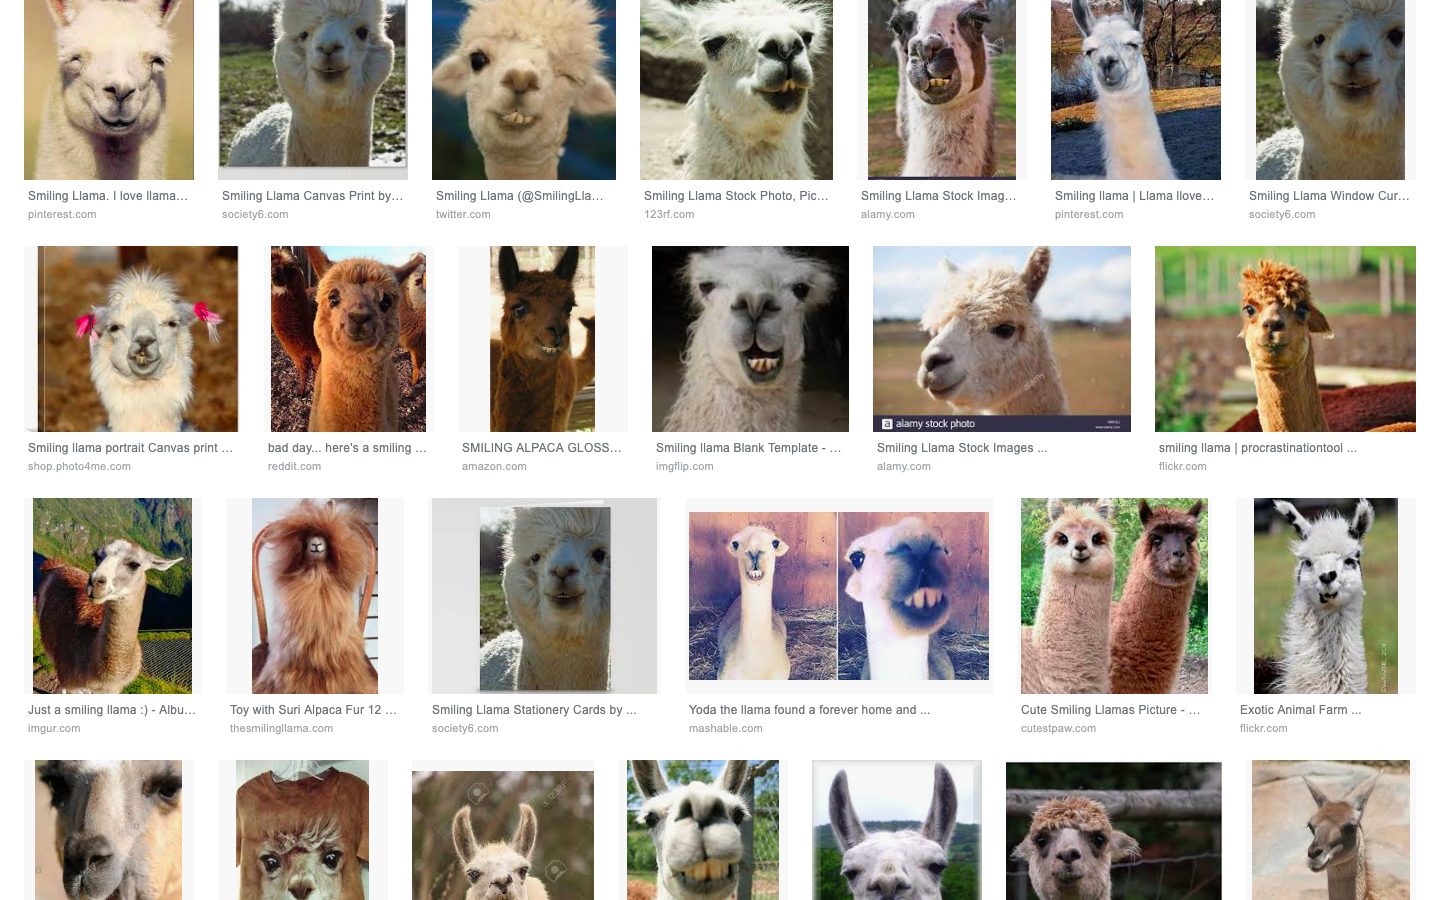 Smiling Llama. I love llama...
pinterest.com
Smiling Llama Canvas Print by...
society6.com
Smiling Llama (@SmilingLla...
twitter.com
Smiling Llama Stock Photo, Pic...
123rf.com
Smiling Llama Stock Imag...
alamy.com
Smiling llama | Llama llove...
pinterest.com
Smiling Llama Window Cur...
society6.com
a alamy stock photo
Smiling llama portrait Canvas print ...
shop.photo4me.com
bad day... here's a smiling ...
reddit.com
SMILING ALPACA GLOSS...
amazon.com
Smiling llama Blank Template - ...
imgflip.com
Smiling Llama Stock Images ...
alamy.com
smiling llama | procrastinationtool ...
flickr.com
Just a smiling llama :) - Albu...
imgur.com
Toy with Suri Alpaca Fur 12 ...
thesmilingllama.com
Smiling Llama Stationery Cards by ...
society6.com
Yoda the llama found a forever home and ...
mashable.com
Cute Smiling Llamas Picture - ...
cutestpaw.com
Exotic Animal Farm ...
flickr.com